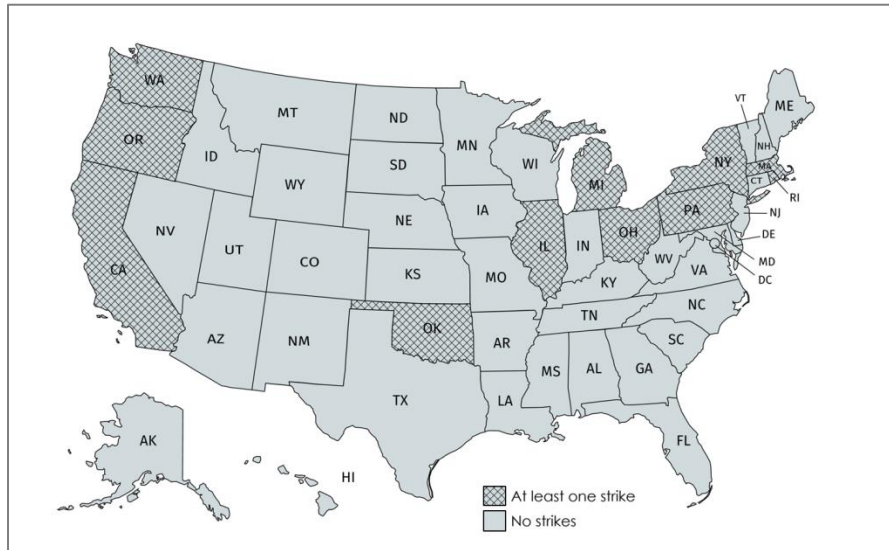 WA
MT
ND
MN
VT
ME
OR
ID
SD
WI
NH
NY
MA
WY
MI
CT
RI
NE
IA
PA
NJ
NV
UT
CO
IL
IN
OH
DE
CA
KS
MO
WV
MD
KY
VA
DC
AZ
NM
OK
TN
NC
AR
SC
TX
MS
AL
GA
LA
AK
HI
FL
At least one strike
No strikes